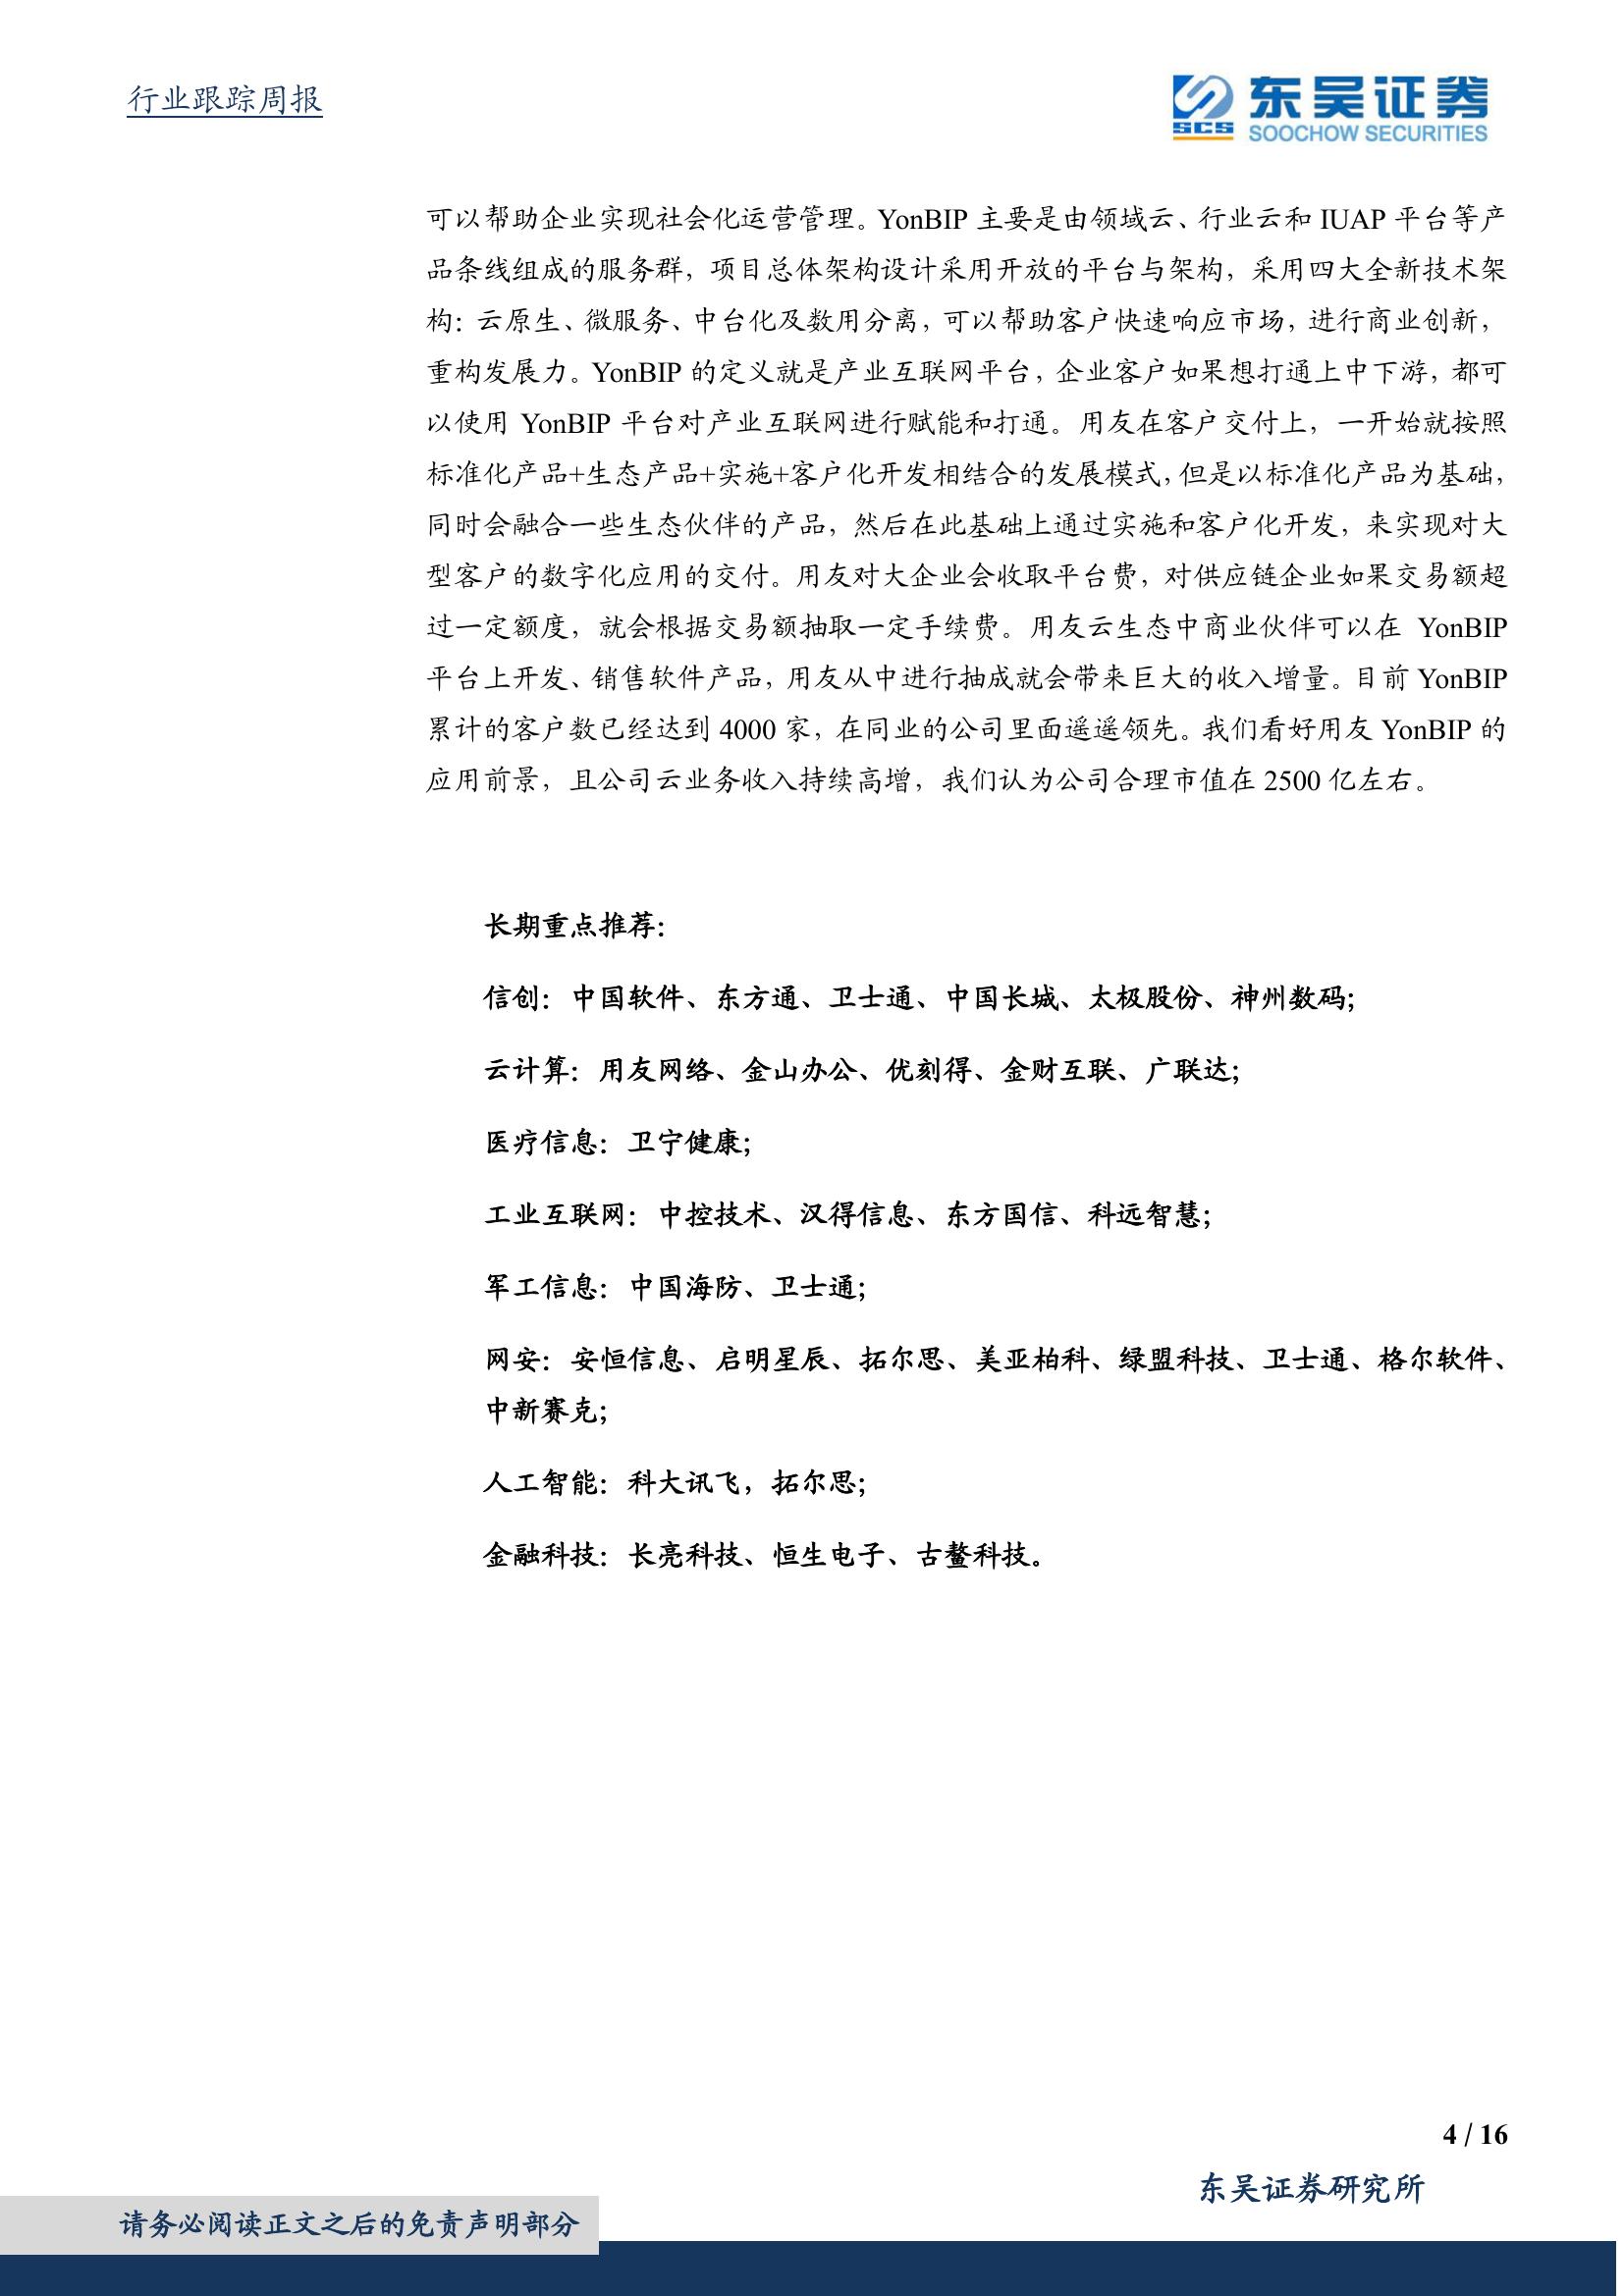 行业跟踪周报
东吴证券
SCS
SOOCHOW SECURITIES
可以帮助企业实现社会化运营管理。YonBIP 主要是由领域云、行业云和 IUAP 平台等产
品条线组成的服务群，项目总体架构设计采用开放的平台与架构，采用四大全新技术架
构：云原生、微服务、中台化及数用分离，可以帮助客户快速响应市场，进行商业创新，
重构发展力。YonBIP 的定义就是产业互联网平台，企业客户如果想打通上中下游，都可
以使用 YonBIP 平台对产业互联网进行赋能和打通。用友在客户交付上，一开始就按照
标准化产品+生态产品+实施+客户化开发相结合的发展模式，但是以标准化产品为基础，
同时会融合一些生态伙伴的产品，然后在此基础上通过实施和客户化开发，来实现对大
型客户的数字化应用的交付。用友对大企业会收取平台费，对供应链企业如果交易额超
过一定额度，就会根据交易额抽取一定手续费。用友云生态中商业伙伴可以在 YonBIP
平台上开发、销售软件产品，用友从中进行抽成就会带来巨大的收入增量。目前 YonBIP
累计的客户数已经达到 4000 家，在同业的公司里面遥遥领先。我们看好用友 YonBIP 的
应用前景，且公司云业务收入持续高增，我们认为公司合理市值在 2500 亿左右。
长期重点推荐：
信创：中国软件、东方通、卫士通、中国长城、太极股份、神州数码；
云计算：用友网络、金山办公、优刻得、金财互联、广联达；
医疗信息：卫宁健康；
工业互联网：中控技术、汉得信息、东方国信、科远智慧；
军工信息：中国海防、卫士通；
网安：安恒信息、启明星辰、拓尔思、美亚柏科、绿盟科技、卫士通、格尔软件、
中新赛克；
人工智能：科大讯飞，拓尔思；
金融科技：长亮科技、恒生电子、古鳌科技。
4 / 16
东吴证券研究所
请务必阅读正文之后的免责声明部分